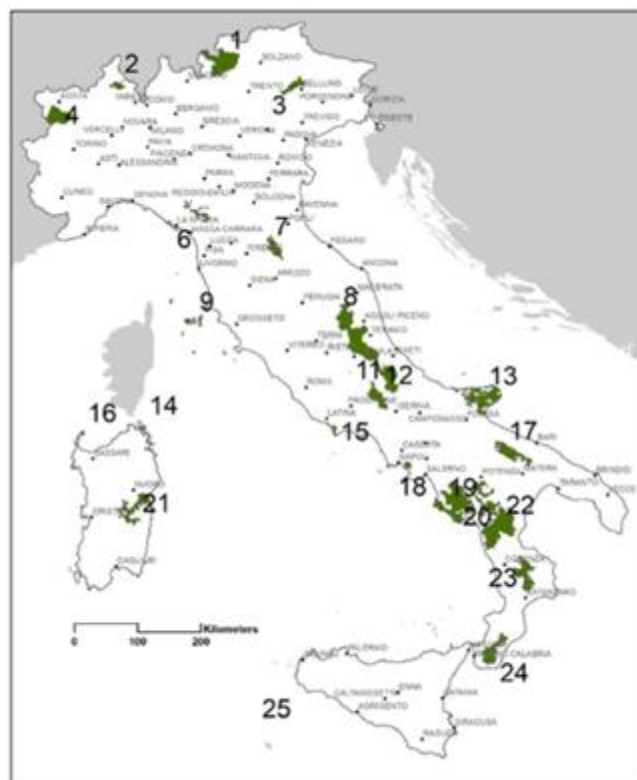 1
BOLZANO
2
TRENTO
BELLUNO
3
AOSTA
VARESE
COMO
PORDENONE
GORIZIA
4
BERGAMO
TREVISO
TRIESTE
NOVARA
BRESCIA
VERCELLI
MILANO
VERONA
PADOVA
VENEZIA
TORINO
PAVIA
CREMONA
PIACENZA
MANTOVA
ROVIGO
ASTI
ALESSANDRIA
PARMA
FERRARA
CUNEO
GENOVA
REGGIO
MODENA
BOLOGNA
RAVENNA
LA SPEZIA
MASSA-CARRARA
7
6
IMPERIA
LUCCA
PISA
PESARO
LIVORNO
ANCONA
AREZZO
SIENA
MACERATA
9
PERUGIA
8
GROSSETO
ASCOLI PICENO
TERNI
TERAMO
VITERBO
RIETI
11
12
13
ROMA
16
14
LATINA
ISERNIA
CAMPOBASSO
FOGGIA
15
17
BARI
SASSARI
CASERTA
NAPOLI
18
SALERNO
POTENZA
MATERA
BRINDISI
NUORO
19
TARANTO
LECCE
21
ORISTANO
20
22
COSENZA
CAGLIARI
23
CATANZARO
Kilometers
0 100 200
PALERMO
REGGIO CALABRIA
24
25
ENNA
CALTANISSETTA
CATANIA
AGRIGENTO
SIRACUSA
RAGUSA